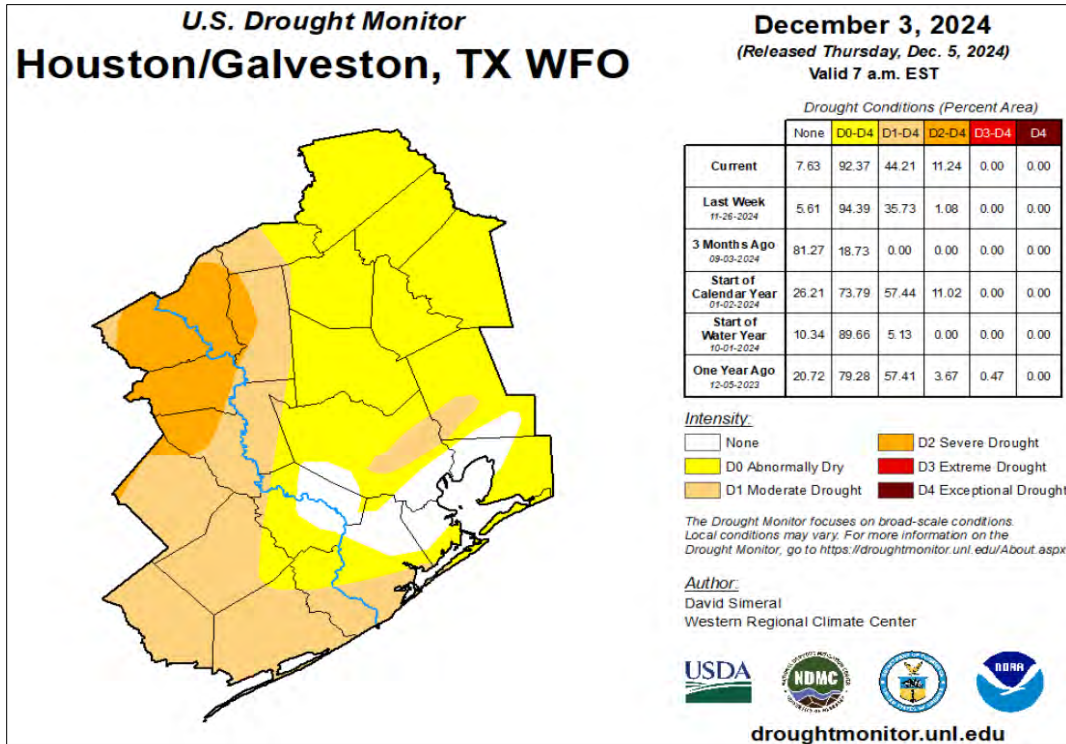 U.S. Drought Monitor
Houston/Galveston, TX WFO
December 3, 2024
(Released Thursday, Dec. 5, 2024)
Valid 7 a.m. EST
Drought Conditions (Percent Area)
None D0-D4 D1-D4 D2-D4 D3-D4 D4
Current 7.63 92.37 44.21 11.24 0.00 0.00
Last Week
11-26-2024
5.61 94.39 35.73 1.08 0.00 0.00
3 Months Ago
09-03-2024
81.27 18.73 0.00 0.00 0.00 0.00
Start of
Calendar Year
01-02-2024
26.21 73.79 57.44 11.02 0.00 0.00
Start of
Water Year
10-01-2024
10.34 89.66 5.13 0.00 0.00 0.00
One Year Ago
12-05-2023
20.72 79.28 57.41 3.67 0.47 0.00
Intensity:
None
D0 Abnormally Dry
D1 Moderate Drought
D2 Severe Drought
D3 Extreme Drought
D4 Exceptional Drought
The Drought Monitor focuses on broad-scale conditions.
Local conditions may vary. For more information on the
Drought Monitor, go to https://droughtmonitor.unl.edu/About.aspx
Author:
David Simeral
Western Regional Climate Center
USDA
NDMC
NOAA
droughtmonitor.unl.edu